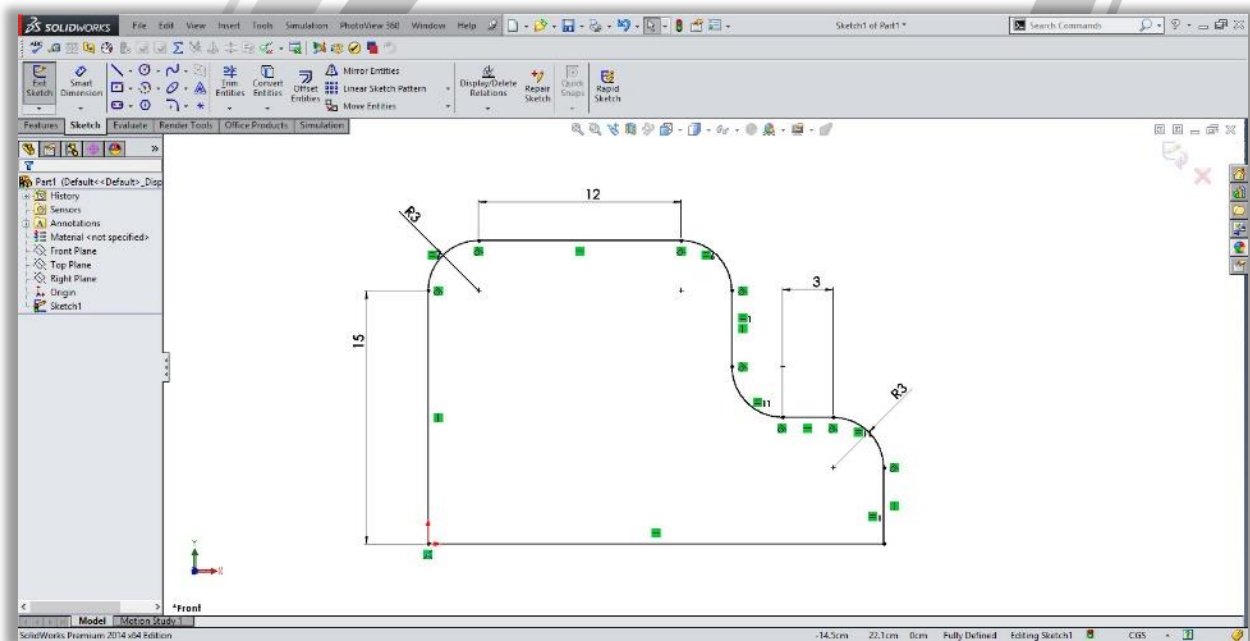 SOLIDWORKS File Edit View Insert Tools Simulation PhotoView 360 Window Help Sketch1 of Part1 * Search Commands
Exit Sketch
Smart Dimension
Trim Entities
Convert Entities
Offset Entities
Mirror Entities
Linear Sketch Pattern
Move Entities
Display/Delete Relations
Repair Sketch
Quick Snaps
Rapid Sketch
Features Sketch Evaluate Render Tools Office Products Simulation
Part1 (Default<<Default>_Disp
History
Sensors
Annotations
Material <not specified>
Front Plane
Top Plane
Right Plane
Origin
Sketch1
12
R3
3
15
R3
Y
X
*Front
Model Motion Study 1
SolidWorks Premium 2014 x64 Edition -14.5cm 22.1cm 0cm Fully Defined Editing Sketch1 CGS